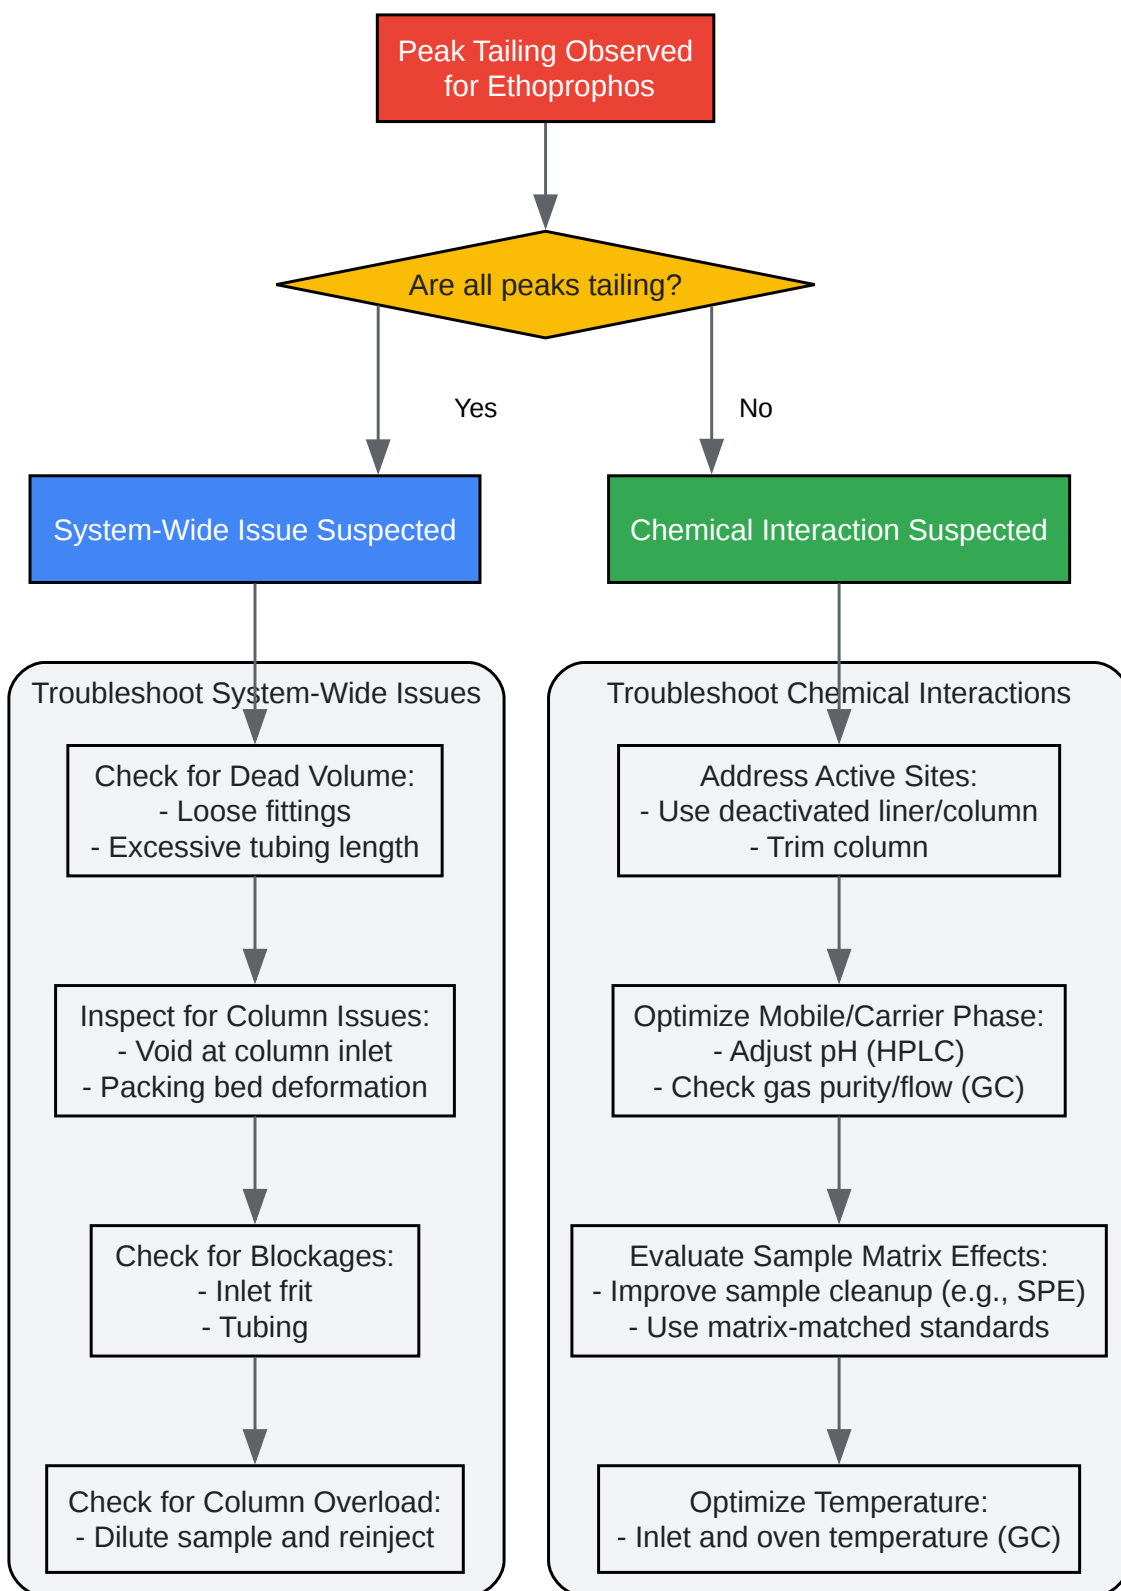 Peak Tailing Observed
for Ethoprophos
Are all peaks tailing?
Yes
No
System-Wide Issue Suspected
Chemical Interaction Suspected
Troubleshoot System-Wide Issues
Check for Dead Volume:
- Loose fittings
- Excessive tubing length
Inspect for Column Issues:
- Void at column inlet
- Packing bed deformation
Check for Blockages:
- Inlet frit
- Tubing
Check for Column Overload:
- Dilute sample and reinject
Troubleshoot Chemical Interactions
Address Active Sites:
- Use deactivated liner/column
- Trim column
Optimize Mobile/Carrier Phase:
- Adjust pH (HPLC)
- Check gas purity/flow (GC)
Evaluate Sample Matrix Effects:
- Improve sample cleanup (e.g., SPE)
- Use matrix-matched standards
Optimize Temperature:
- Inlet and oven temperature (GC)